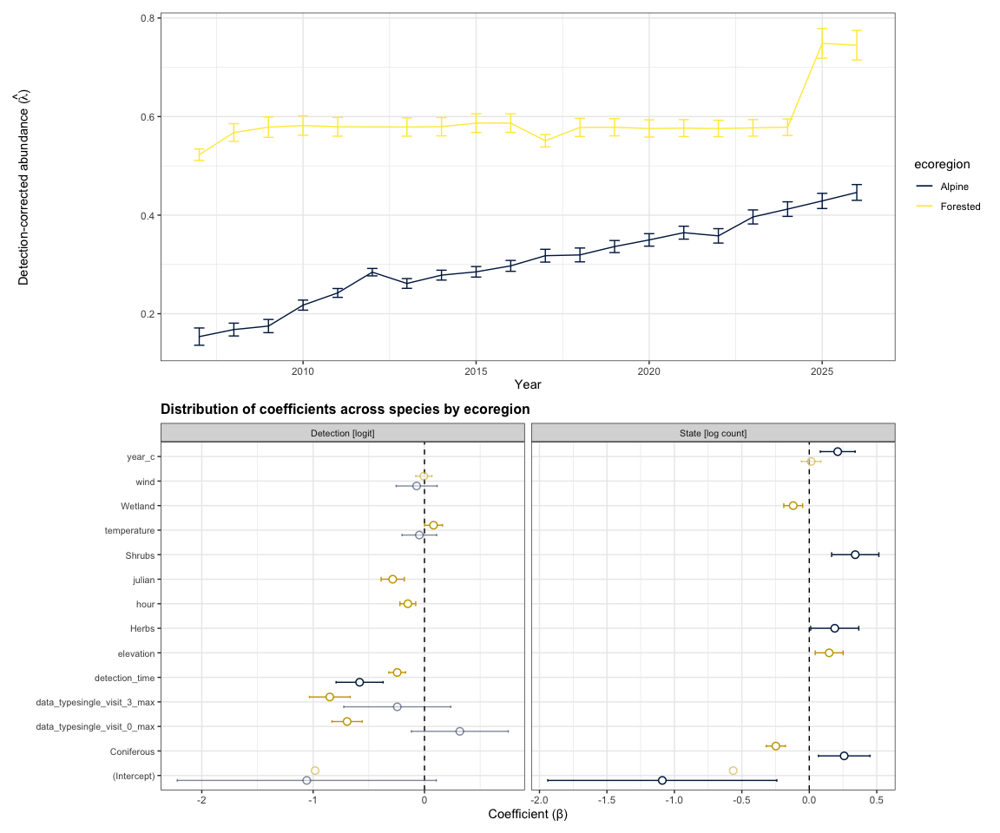 0.8
0.6
0.4
0.2
Detection-corrected abundance (λ̂)
2010
2015
2020
2025
Year
ecoregion
Alpine
Forested
Distribution of coefficients across species by ecoregion
Detection [logit]
State [log count]
year_c
wind
Wetland
temperature
Shrubs
julian
hour
Herbs
elevation
detection_time
data_typesingle_visit_3_max
data_typesingle_visit_0_max
Coniferous
(Intercept)
-2
-1
0
-2.0
-1.5
-1.0
-0.5
0.0
0.5
Coefficient (β)